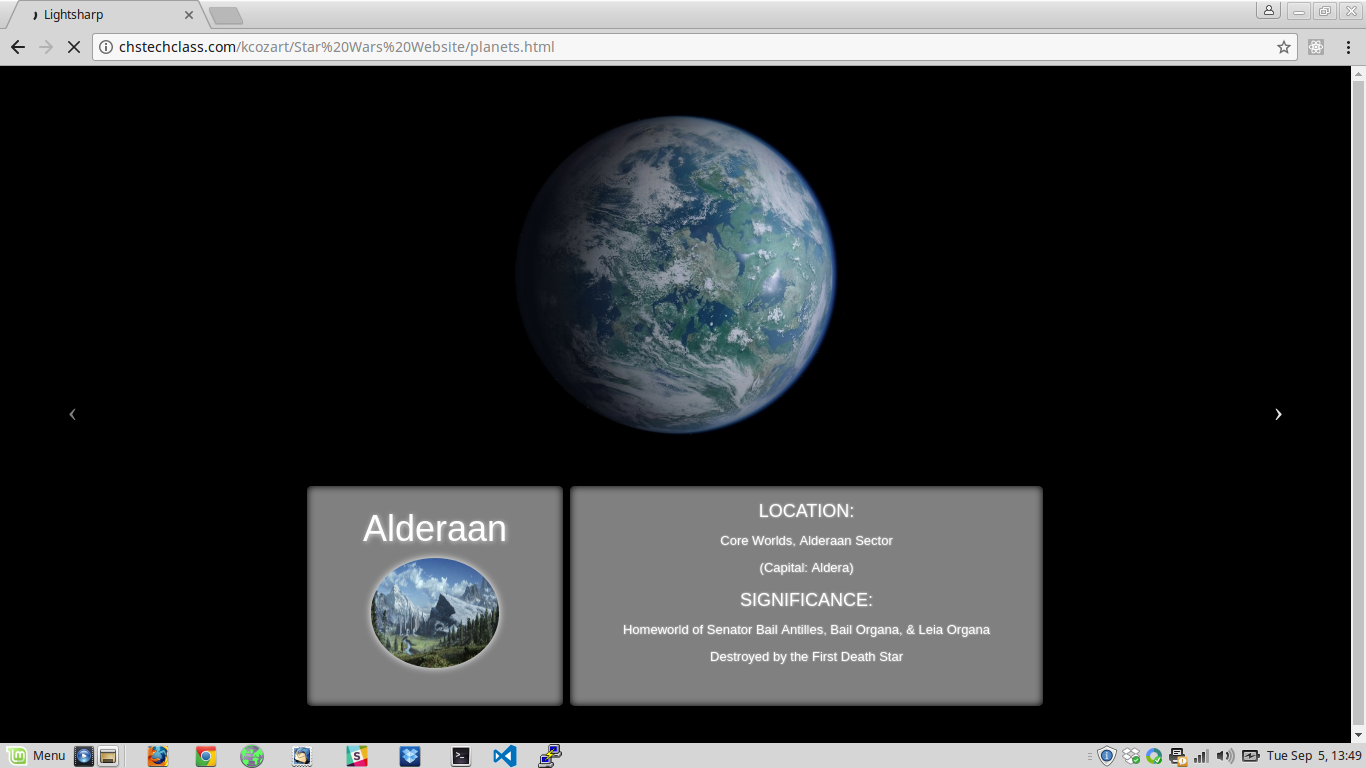 Lightsharp
chstechclass.com/kcozart/Star%20Wars%20Website/planets.html
Alderaan
LOCATION:
Core Worlds, Alderaan Sector
(Capital: Aldera)
SIGNIFICANCE:
Homeworld of Senator Bail Antilles, Bail Organa, & Leia Organa
Destroyed by the First Death Star
Menu
Tue Sep 5, 13:49